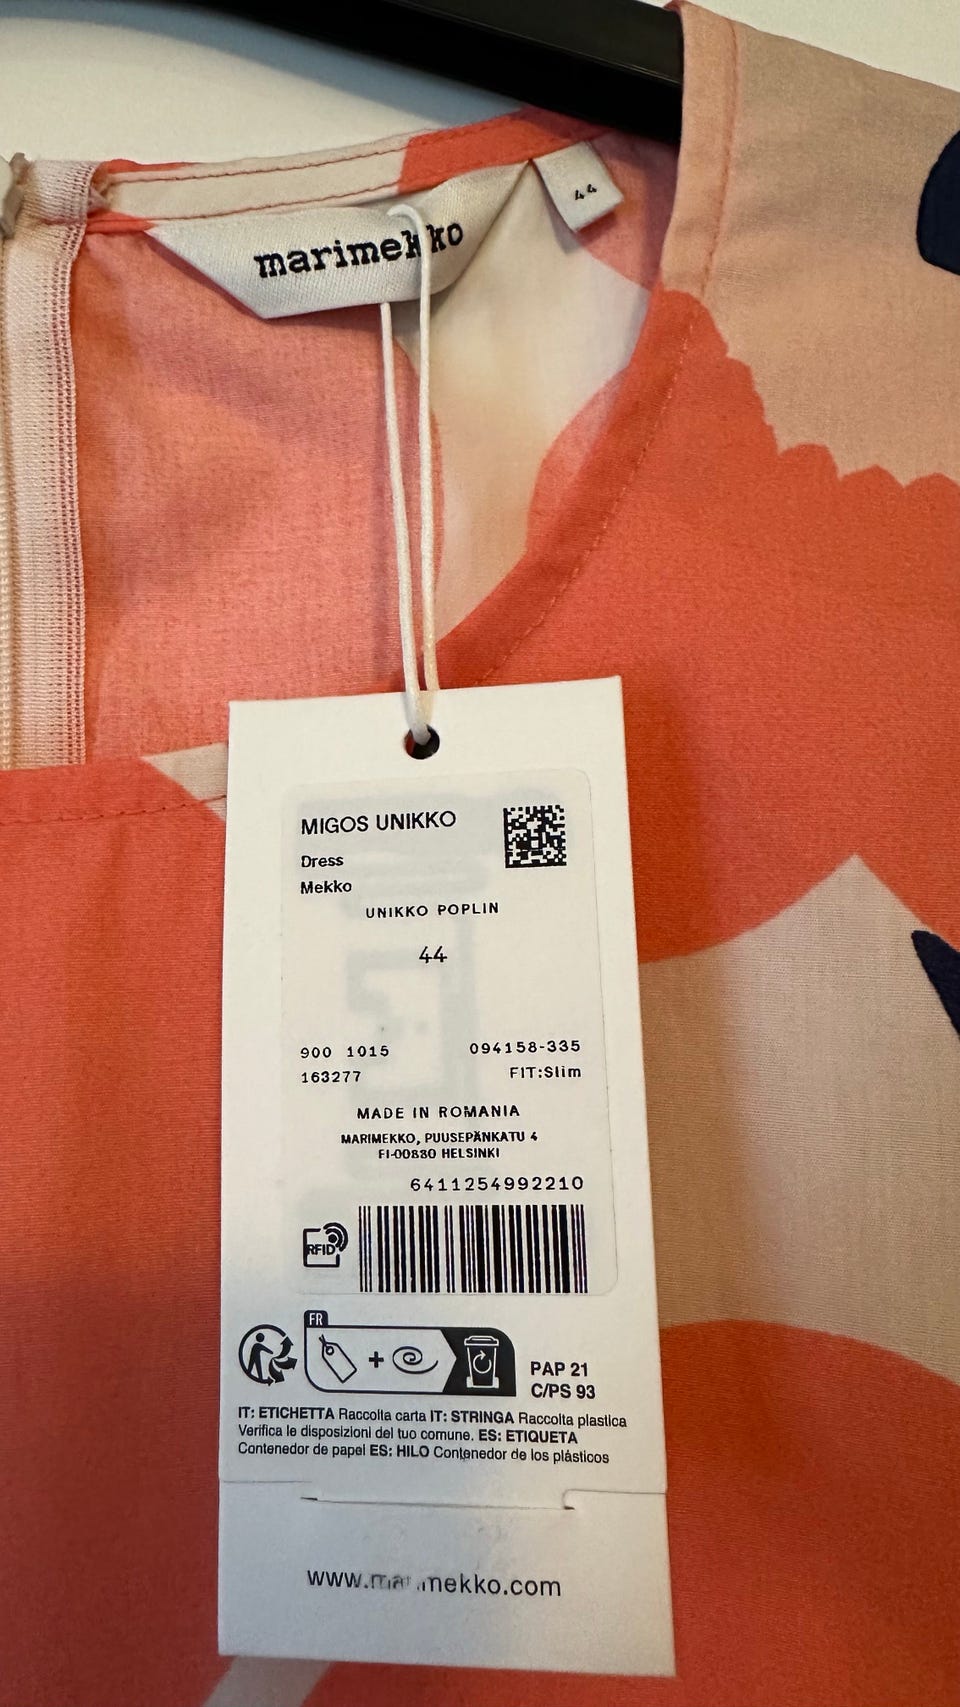 marimekko
44
MIGOS UNIKKO
Dress
Mekko
UNIKKO POPLIN
44
900 1015
094158-335
163277
FIT:Slim
MADE IN ROMANIA
MARIMEKKO, PUUSEPÄNKATU 4
FI-00880 HELSINKI
6411254992210
RFID
FR
PAP 21
C/PS 93
IT: ETICHETTA Raccolta carta IT: STRINGA Raccolta plastica
Verifica le disposizioni del tuo comune. ES: ETIQUETA
Contenedor de papel ES: HILO Contenedor de los plásticos
www.marimekko.com